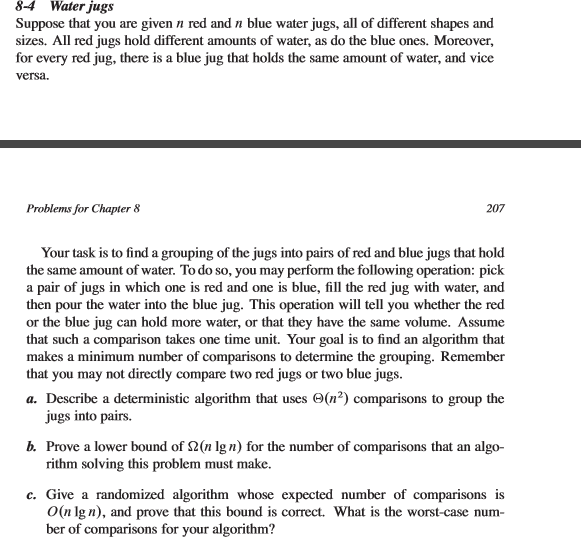 8-4 Water jugs
Suppose that you are given n red and n blue water jugs, all of different shapes and
sizes. All red jugs hold different amounts of water, as do the blue ones. Moreover,
for every red jug, there is a blue jug that holds the same amount of water, and vice
versa.
Problems for Chapter 8 207
Your task is to find a grouping of the jugs into pairs of red and blue jugs that hold
the same amount of water. To do so, you may perform the following operation: pick
a pair of jugs in which one is red and one is blue, fill the red jug with water, and
then pour the water into the blue jug. This operation will tell you whether the red
or the blue jug can hold more water, or that they have the same volume. Assume
that such a comparison takes one time unit. Your goal is to find an algorithm that
makes a minimum number of comparisons to determine the grouping. Remember
that you may not directly compare two red jugs or two blue jugs.
a. Describe a deterministic algorithm that uses Θ(n²) comparisons to group the
jugs into pairs.
b. Prove a lower bound of Ω(n lg n) for the number of comparisons that an algo-
rithm solving this problem must make.
c. Give a randomized algorithm whose expected number of comparisons is
O(n lg n), and prove that this bound is correct. What is the worst-case num-
ber of comparisons for your algorithm?